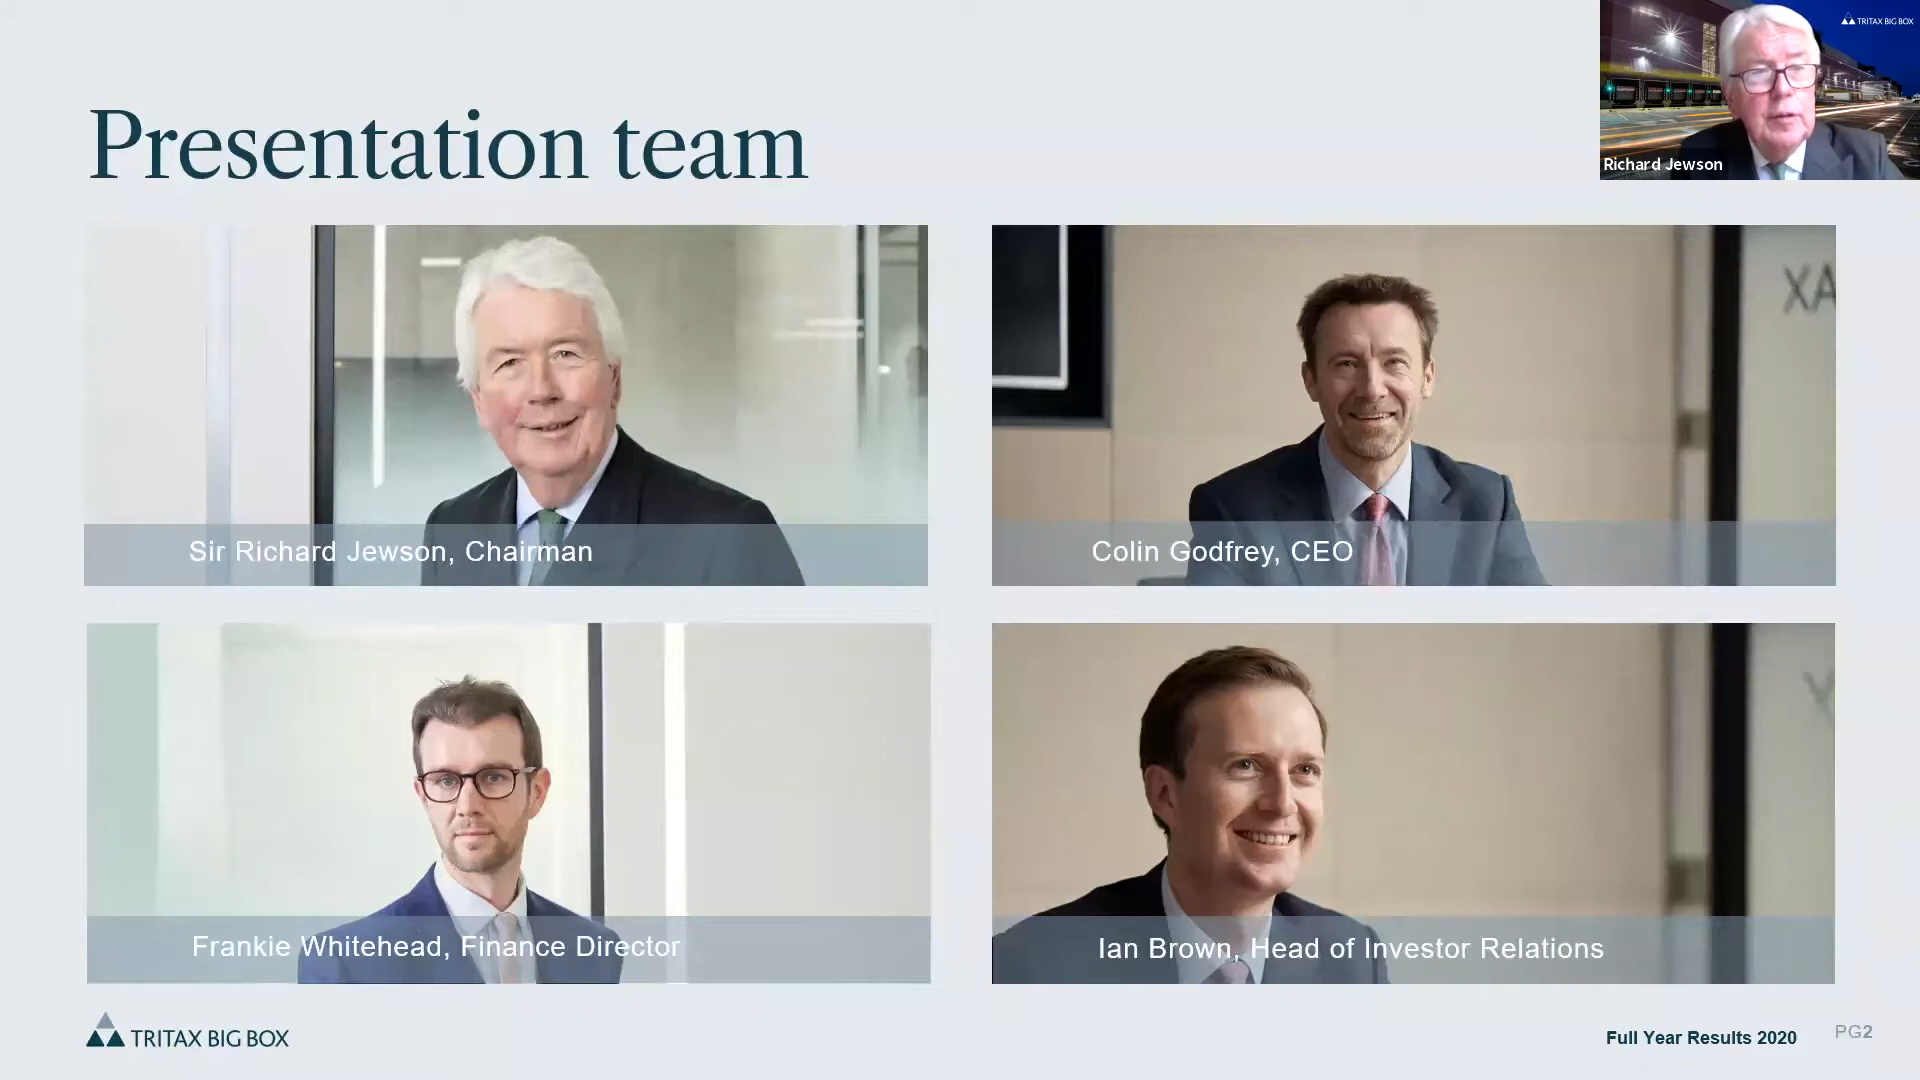 Presentation team
TRITAX BIG BOX
Richard Jewson
XA
Sir Richard Jewson, Chairman
Colin Godfrey, CEO
Frankie Whitehead, Finance Director
Ian Brown, Head of Investor Relations
TRITAX BIG BOX
Full Year Results 2020
PG2